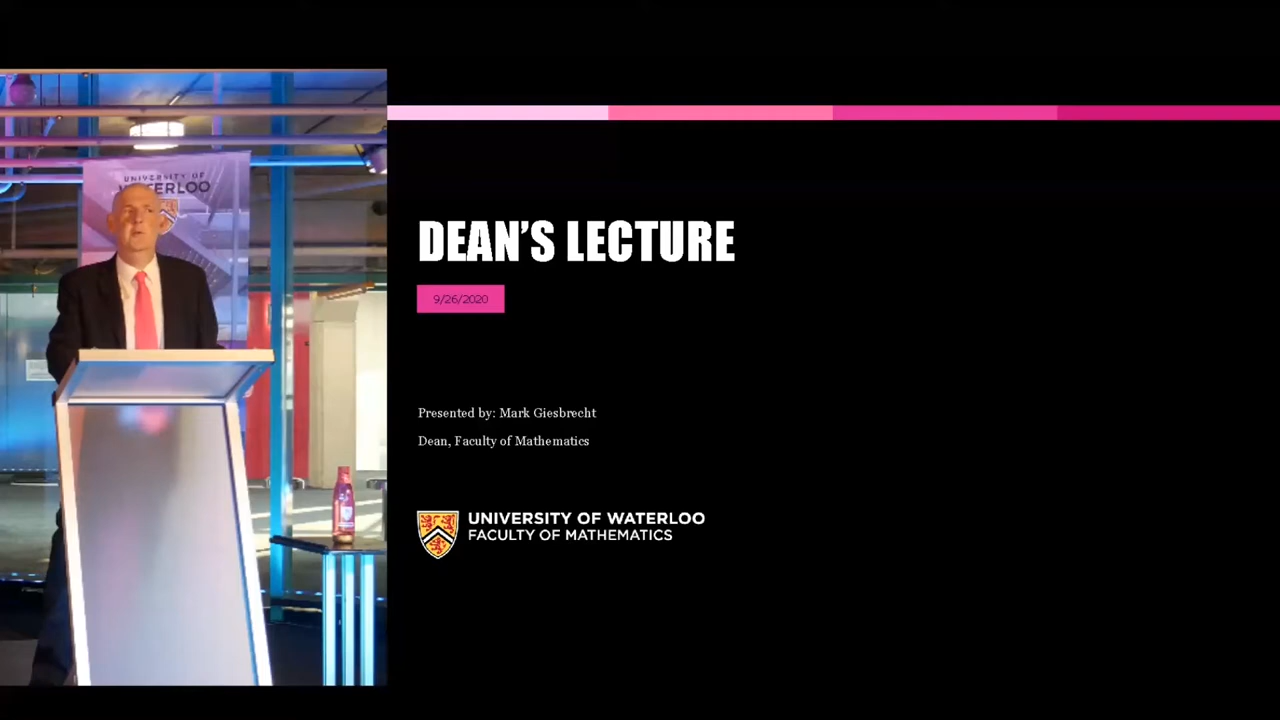 UNIVERSITY OF
WATERLOO
DEAN'S LECTURE
9/26/2020
Presented by: Mark Giesbrecht
Dean, Faculty of Mathematics
UNIVERSITY OF WATERLOO
FACULTY OF MATHEMATICS